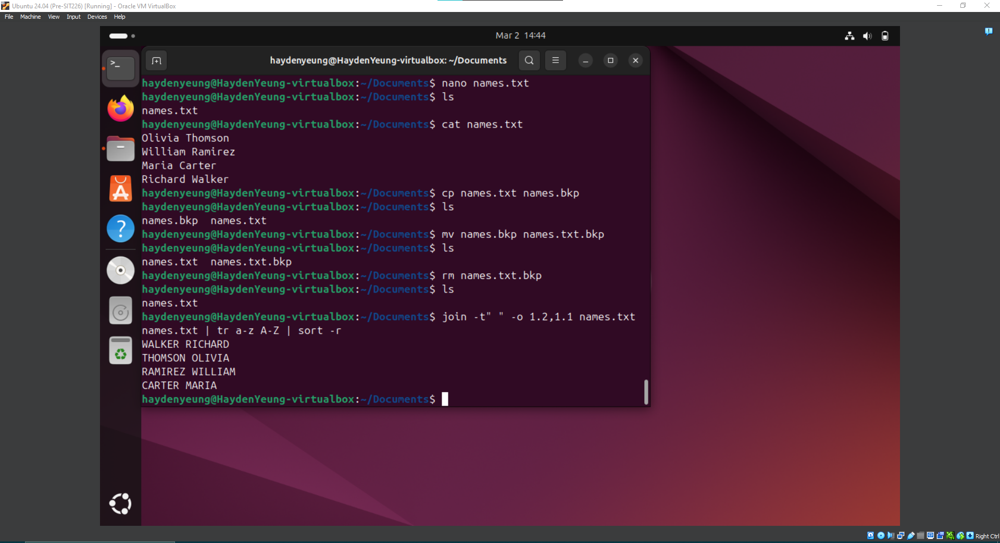 Ubuntu 24.04 (Pre-SIT226) [Running] - Oracle VM VirtualBox
File Machine View Input Devices Help
Mar 2 14:44
haydenyeung@HaydenYeung-virtualbox: ~/Documents
haydenyeung@HaydenYeung-virtualbox:~/Documents$ nano names.txt
haydenyeung@HaydenYeung-virtualbox:~/Documents$ ls
names.txt
haydenyeung@HaydenYeung-virtualbox:~/Documents$ cat names.txt
Olivia Thomson
William Ramirez
Maria Carter
Richard Walker
haydenyeung@HaydenYeung-virtualbox:~/Documents$ cp names.txt names.bkp
haydenyeung@HaydenYeung-virtualbox:~/Documents$ ls
names.bkp  names.txt
haydenyeung@HaydenYeung-virtualbox:~/Documents$ mv names.bkp names.txt.bkp
haydenyeung@HaydenYeung-virtualbox:~/Documents$ ls
names.txt  names.txt.bkp
haydenyeung@HaydenYeung-virtualbox:~/Documents$ rm names.txt.bkp
haydenyeung@HaydenYeung-virtualbox:~/Documents$ ls
names.txt
haydenyeung@HaydenYeung-virtualbox:~/Documents$ join -t" " -o 1.2,1.1 names.txt
names.txt | tr a-z A-Z | sort -r
WALKER RICHARD
THOMSON OLIVIA
RAMIREZ WILLIAM
CARTER MARIA
haydenyeung@HaydenYeung-virtualbox:~/Documents$
Right Ctrl